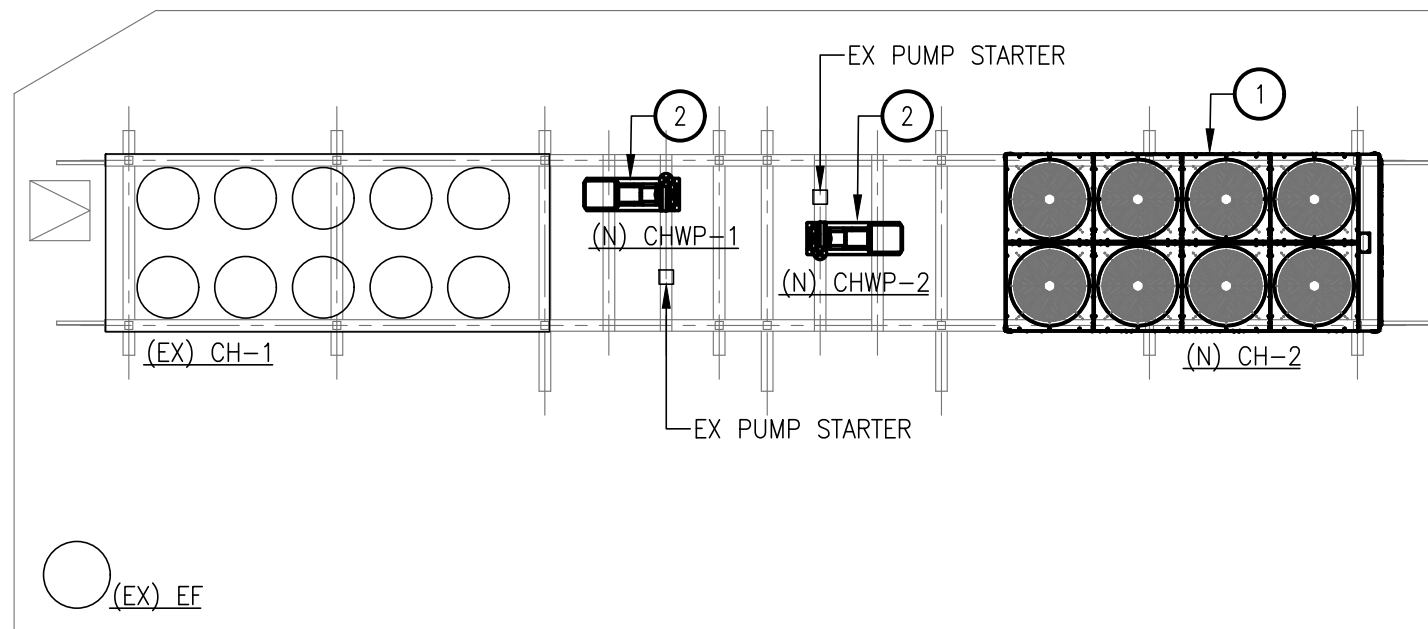 EX PUMP STARTER
2
2
1
(N) CHWP-1
(N) CHWP-2
(EX) CH-1
(N) CH-2
EX PUMP STARTER
(EX) EF